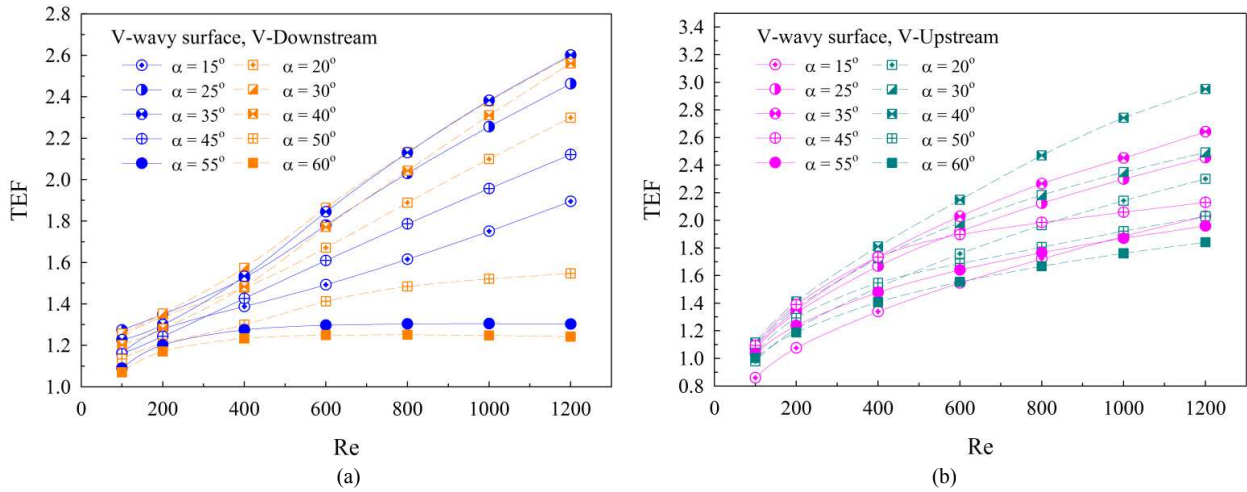 2.8
2.6
2.4
2.2
2.0
1.8
1.6
1.4
1.2
1.0
TEF
V-wavy surface, V-Downstream
α = 15° α = 20°
α = 25° α = 30°
α = 35° α = 40°
α = 45° α = 50°
α = 55° α = 60°
0 200 400 600 800 1000 1200
Re
(a)
3.4
3.2
3.0
2.8
2.6
2.4
2.2
2.0
1.8
1.6
1.4
1.2
1.0
0.8
TEF
V-wavy surface, V-Upstream
α = 15° α = 20°
α = 25° α = 30°
α = 35° α = 40°
α = 45° α = 50°
α = 55° α = 60°
0 200 400 600 800 1000 1200
Re
(b)